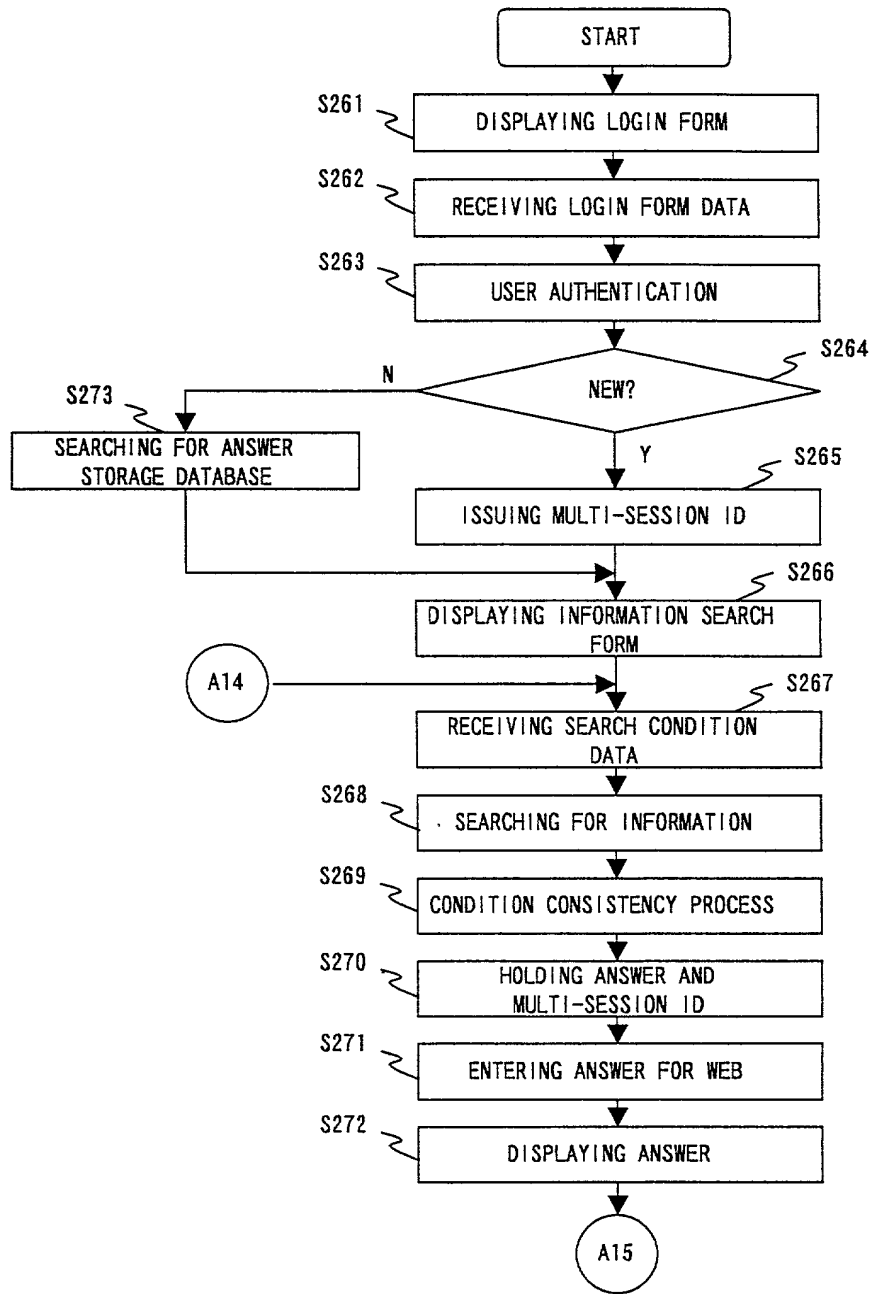 START
S261
DISPLAYING LOGIN FORM
S262
RECEIVING LOGIN FORM DATA
S263
USER AUTHENTICATION
S264
NEW?
N
Y
S273
SEARCHING FOR ANSWER
STORAGE DATABASE
S265
ISSUING MULTI-SESSION ID
S266
DISPLAYING INFORMATION SEARCH
FORM
A14
S267
RECEIVING SEARCH CONDITION
DATA
S268
SEARCHING FOR INFORMATION
S269
CONDITION CONSISTENCY PROCESS
S270
HOLDING ANSWER AND
MULTI-SESSION ID
S271
ENTERING ANSWER FOR WEB
S272
DISPLAYING ANSWER
A15